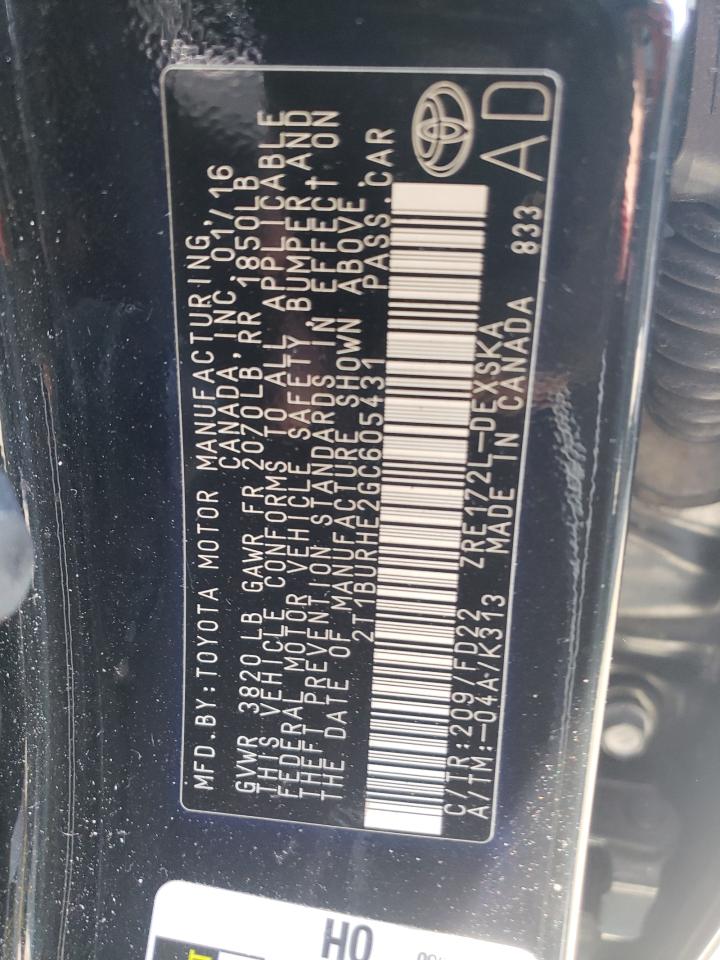 MFD.BY:TOYOTA MOTOR MANUFACTURING,
CANADA,INC.01/16
GVWR 3820LB GAWR FR 2070LB,RR 1850LB
THIS VEHICLE CONFORMS TO ALL APPLICABLE
FEDERAL MOTOR VEHICLE SAFETY BUMPER AND
THEFT PREVENTION STANDARDS IN EFFECT ON
THE DATE OF MANUFACTURE SHOWN ABOVE.
2T1BURHE2GC605431 PASS.CAR
C/TR:209/FD22 ZRE172L-DEXSKA
A/TM:-04A/K313 MADE IN CANADA 833
AD
HO